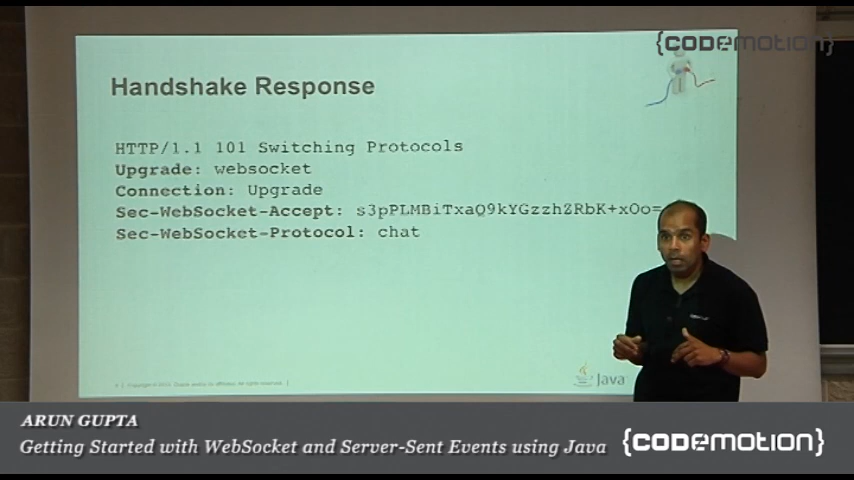 {CODEMOTION}
Handshake Response
HTTP/1.1 101 Switching Protocols
Upgrade: websocket
Connection: Upgrade
Sec-WebSocket-Accept: s3pPLMBiTxaQ9kYGzzhZRbK+xOo=
Sec-WebSocket-Protocol: chat
Java
ARUN GUPTA
Getting Started with WebSocket and Server-Sent Events using Java
{CODEMOTION}